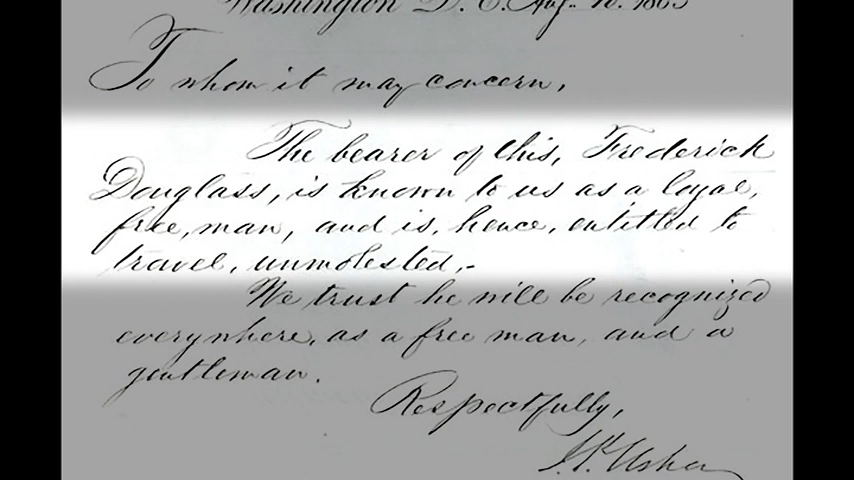 Washington D. C. Aug. 10. 1863
To whom it may concern,
The bearer of this, Frederick
Douglass, is known to us as a loyal,
free, man, and is, hence, entitled to
travel, unmolested,-
We trust he will be recognized
everywhere, as a free man, and a
gentleman.
Respectfully,
J. P. Usher